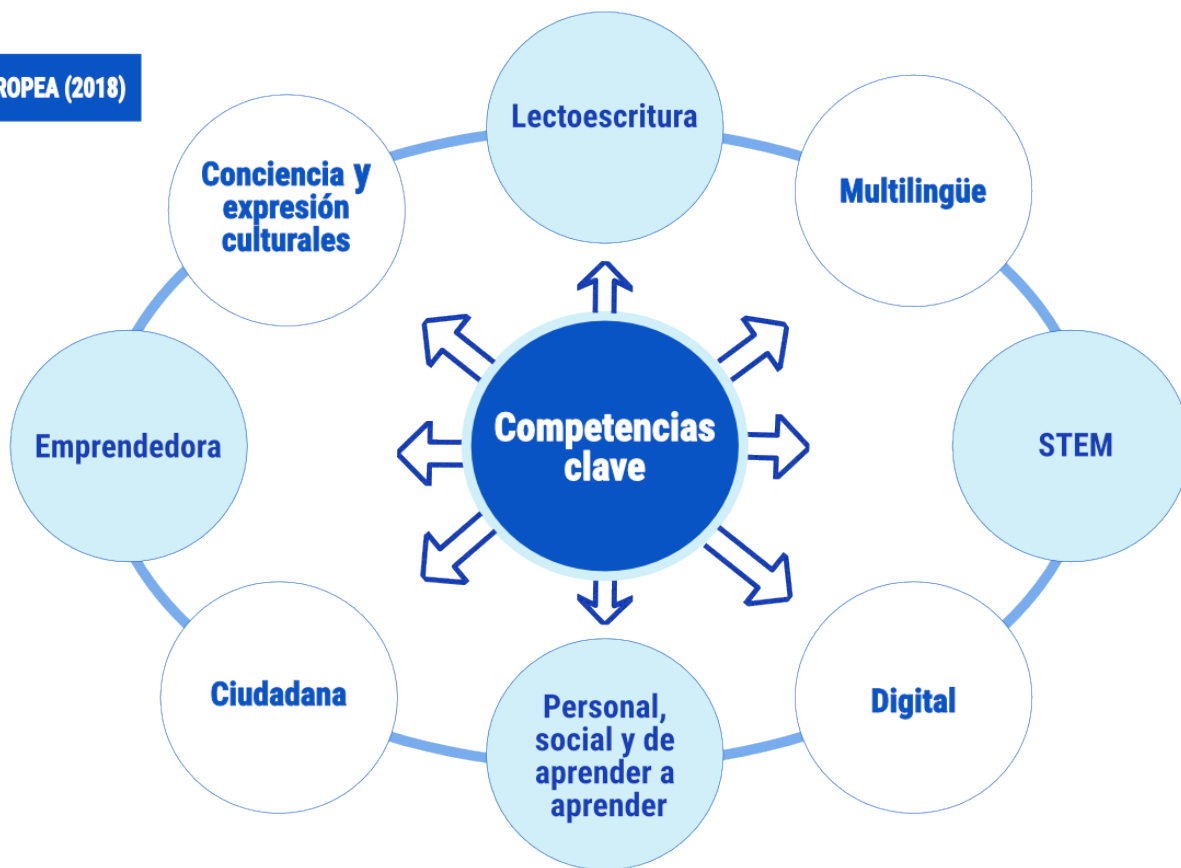 ROPEA (2018)
Lectoescritura
Conciencia y
expresión
culturales
Multilingüe
Emprendedora
Competencias
clave
STEM
Ciudadana
Personal,
social y de
aprender a
aprender
Digital